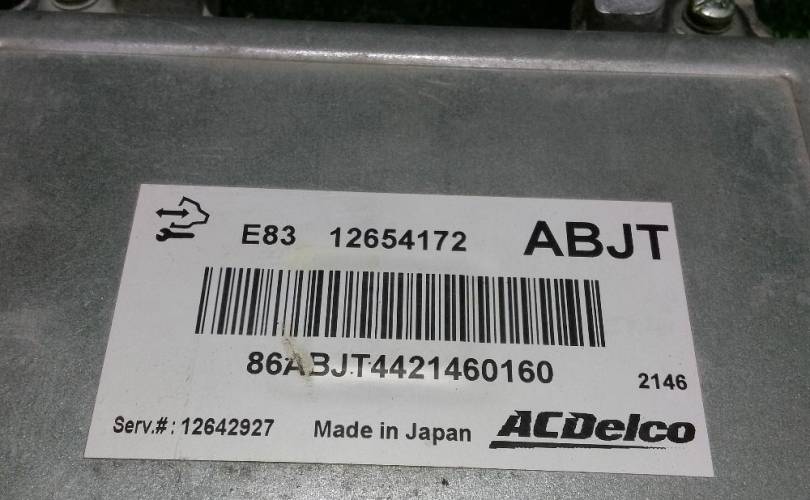 E83 12654172 ABJT
86ABJT4421460160
2146
Serv.#: 12642927 Made in Japan ACDelco